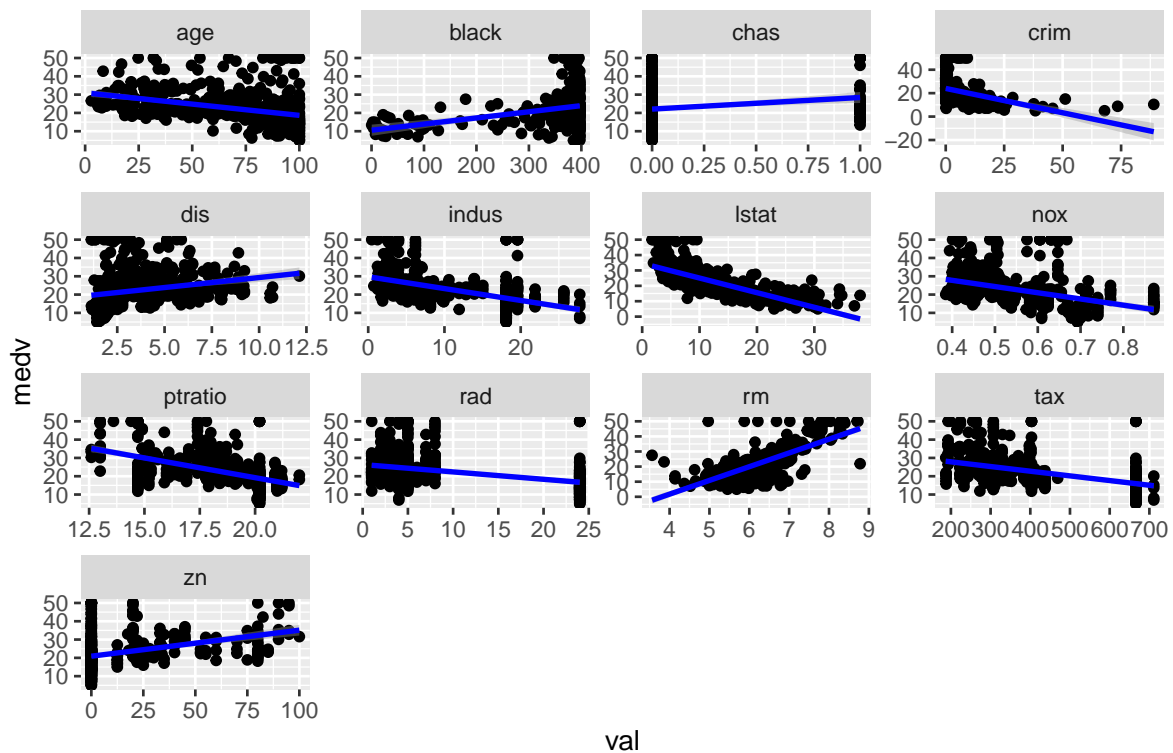 age black chas crim
50 50 50
40 40 40 40
30 30 30 20
20 20 20 0
10 10 10 −20
0 25 50 75 100 0 100 200 300 400 0.00 0.25 0.50 0.75 1.00 0 25 50 75
dis indus lstat nox
50 50 50 50
40 40 40 40
30 30 30 30
20 20 20 20
10 10 10 10
0
2.5 5.0 7.5 10.0 12.5 0 10 20 0 10 20 30 0.4 0.5 0.6 0.7 0.8
medv
ptratio rad rm tax
50 50 50 50
40 40 40 40
30 30 30 30
20 20 20 20
10 10 10 10
0
12.5 15.0 17.5 20.0 0 5 10 15 20 25 4 5 6 7 8 9 200 300 400 500 600 700
zn
50
40
30
20
10
0 25 50 75 100
val